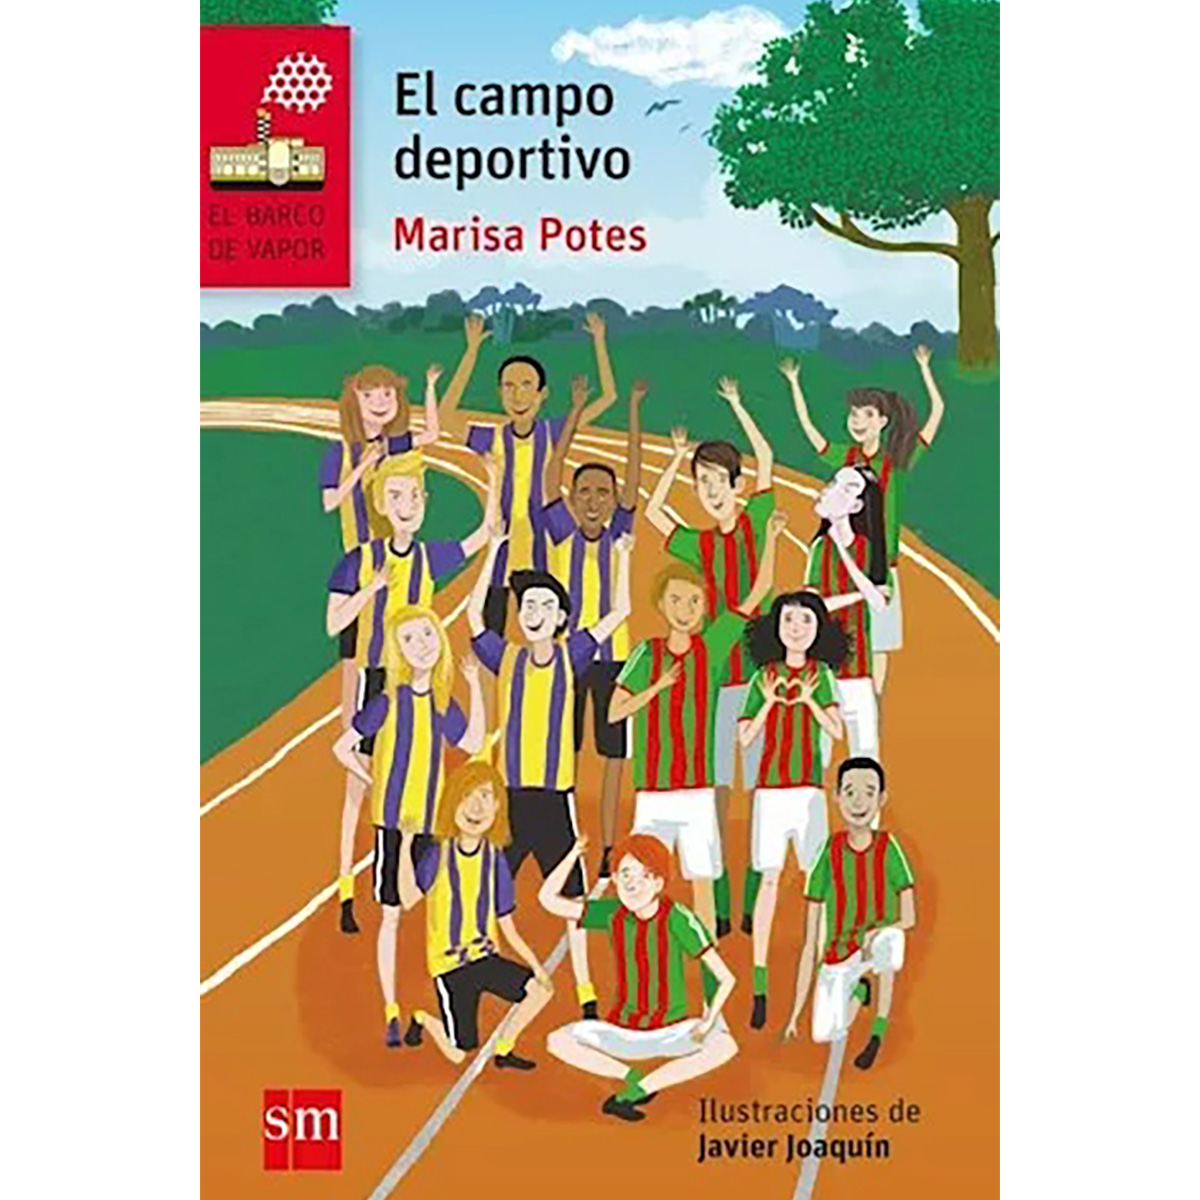 EL BARCO
DE VAPOR
El campo
deportivo
Marisa Potes
sm
Ilustraciones de
Javier Joaquín